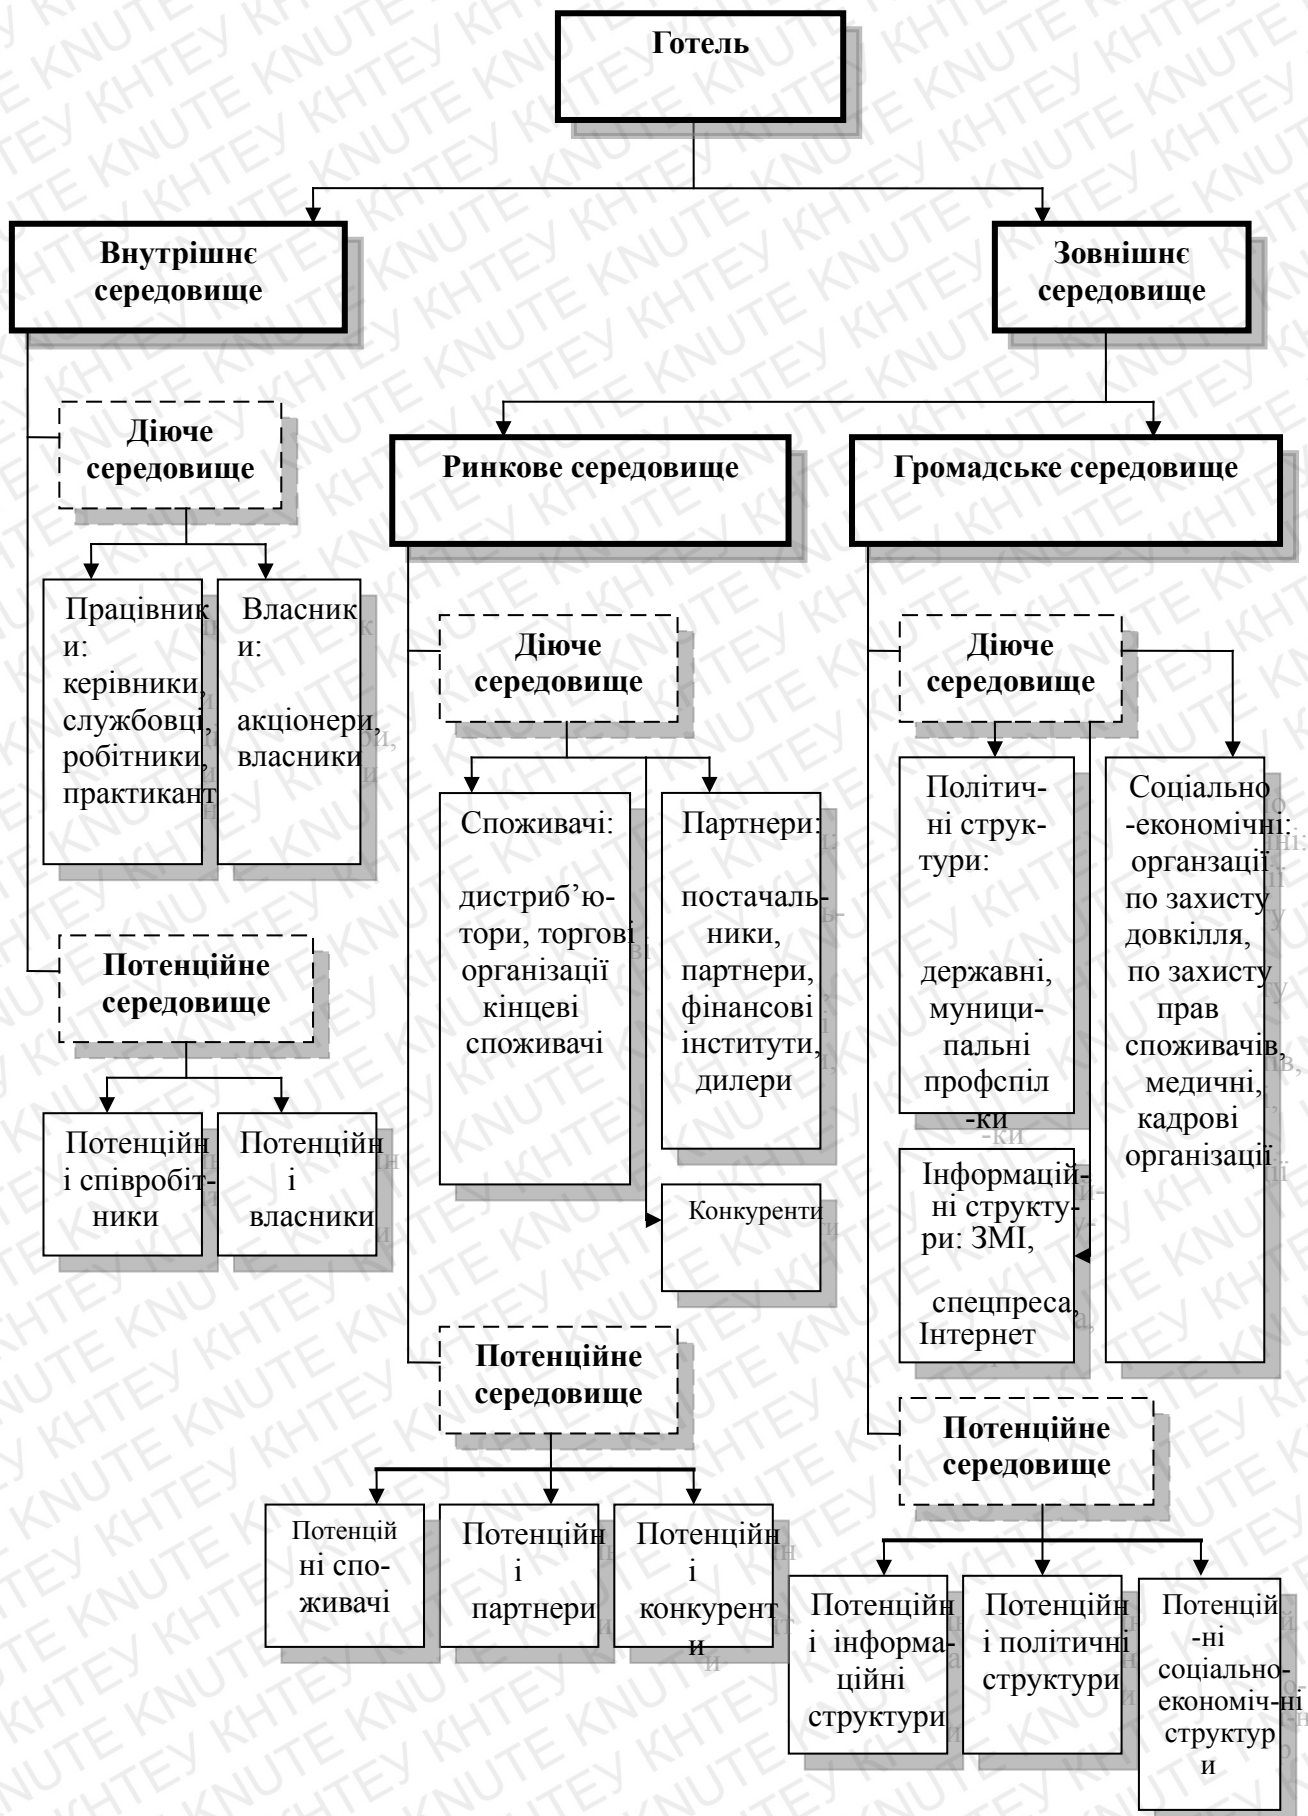 Готель
Внутрішнє
середовище
Зовнішнє
середовище
Діюче
середовище
Ринкове середовище
Громадське середовище
Працівник
и:
керівники,
службовці,
робітники,
практикант
Власник
и:
акціонери,
власники
Діюче
середовище
Діюче
середовище
Споживачі:
дистриб’ю-
тори, торгові
організації
кінцеві
споживачі
Партнери:
постачаль-
ники,
партнери,
фінансові
інститути,
дилери
Політич-
ні струк-
тури:
державні,
муници-
пальні
профспіл
-ки
Соціально
-економічні:
органзації
по захисту
довкілля,
по захисту
прав
споживачів,
медичні,
кадрові
організації
Потенційне
середовище
Потенційн
і співробіт-
ники
Потенційн
і
власники
Конкуренти
Інформацій-
ні структу-
ри: ЗМІ,
спецпреса,
Інтернет
Потенційне
середовище
Потенційне
середовище
Потенцій
ні спо-
живачі
Потенційн
і
партнери
Потенційн
і
конкурент
и
Потенційн
і інформа-
ційні
структури
Потенційн
і політичні
структури
Потенцій
-ні
соціально-
економіч-ні
структур
и